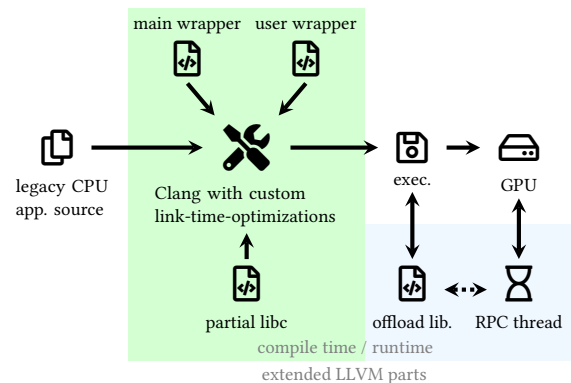 main wrapper
user wrapper
legacy CPU
app. source
Clang with custom
link-time-optimizations
exec.
GPU
partial libc
offload lib.
RPC thread
compile time / runtime
extended LLVM parts